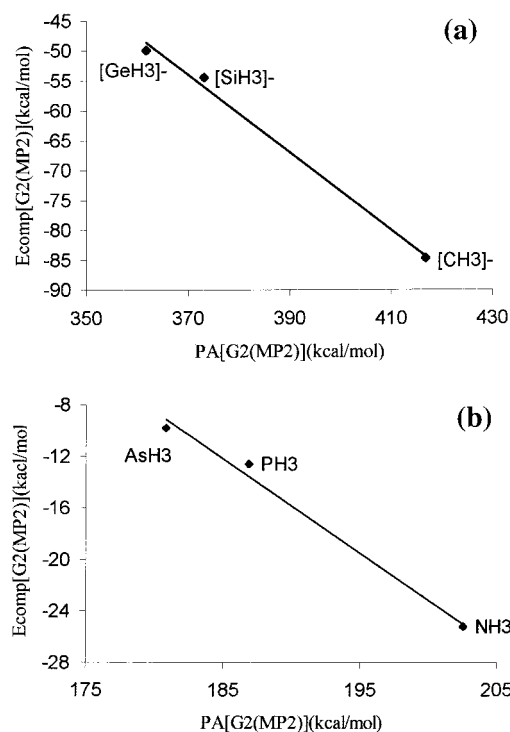 (a)
Ecomp[G2(MP2)](kcal/mol)
-45
-50
-55
-60
-65
-70
-75
-80
-85
-90
[GeH3]-
[SiH3]-
[CH3]-
350
370
390
410
430
PA[G2(MP2)](kcal/mol)
(b)
Ecomp[G2(MP2)](kacl/mol)
-8
-12
-16
-20
-24
-28
AsH3
PH3
NH3
175
185
195
205
PA[G2(MP2)](kcal/mol)